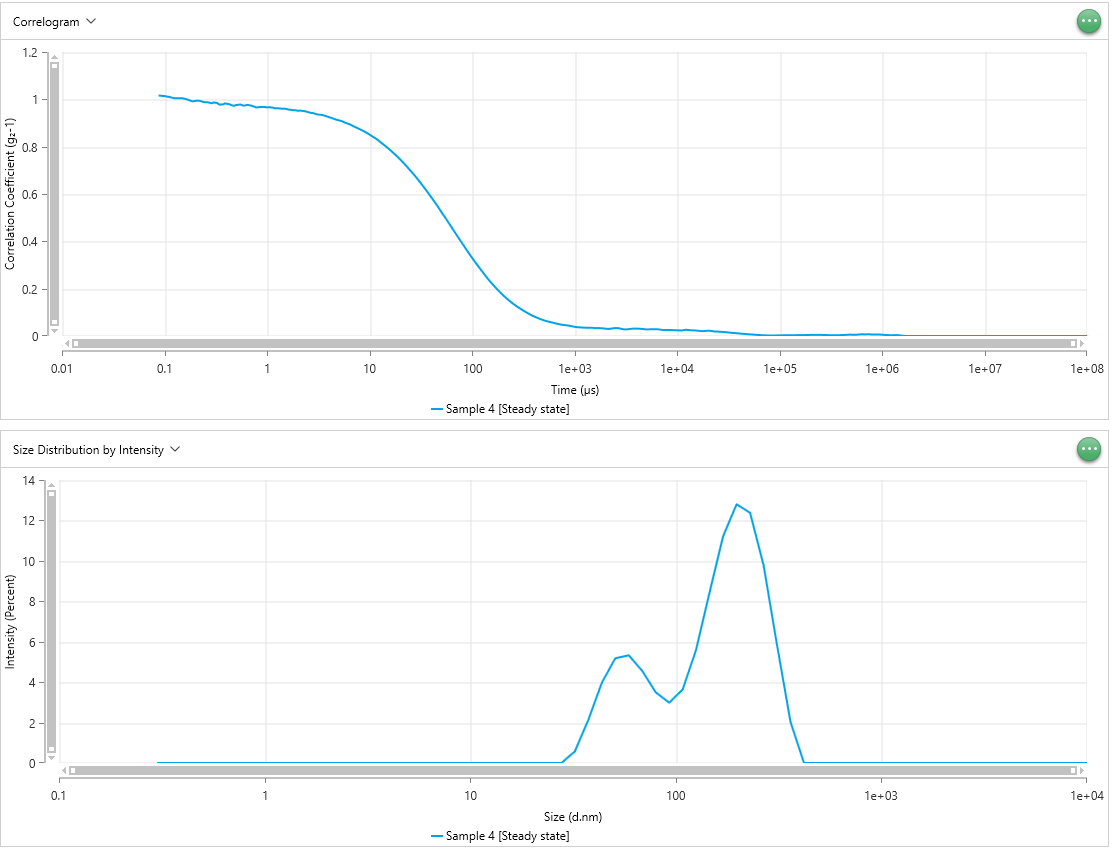 Correlogram
1.2
1
0.8
0.6
0.4
0.2
0
Correlation Coefficient (g₂-1)
0.01 0.1 1 10 100 1e+03 1e+04 1e+05 1e+06 1e+07 1e+08
Time (µs)
Sample 4 [Steady state]
Size Distribution by Intensity
14
12
10
8
6
4
2
0
Intensity (Percent)
0.1 1 10 100 1e+03 1e+04
Size (d.nm)
Sample 4 [Steady state]